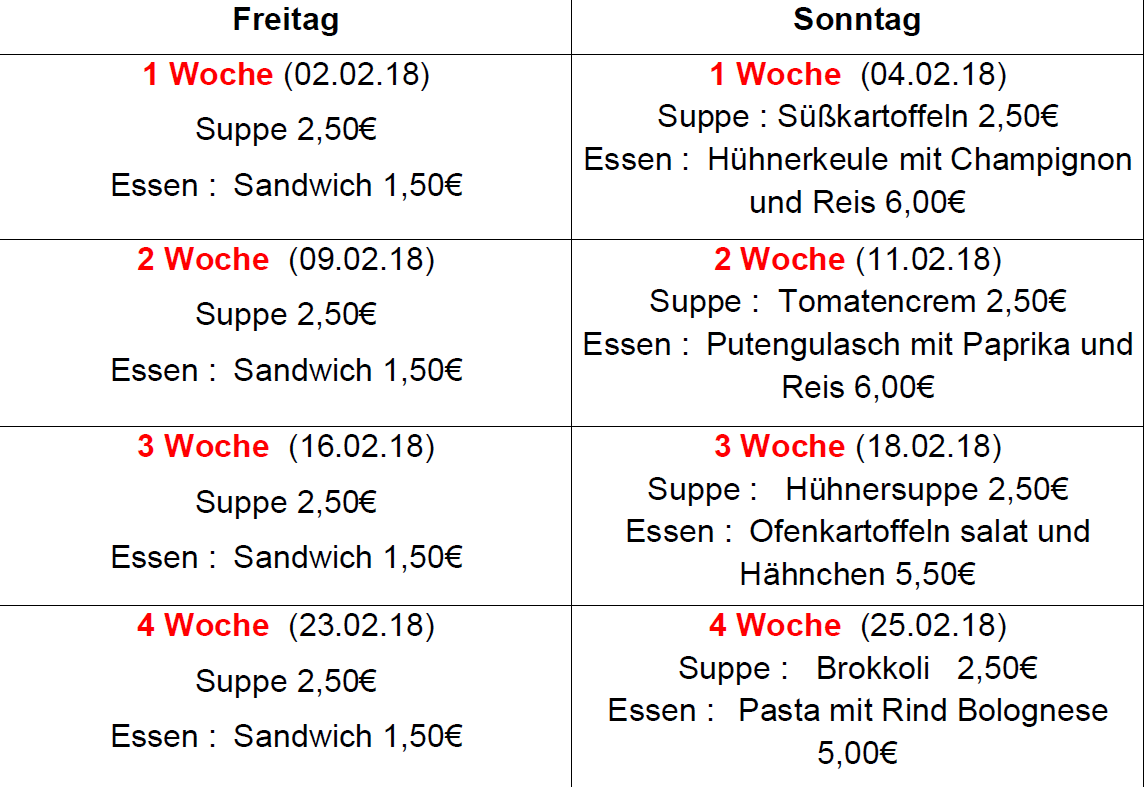 Freitag
Sonntag
1 Woche (02.02.18)
Suppe 2,50€
Essen : Sandwich 1,50€
1 Woche (04.02.18)
Suppe : Süßkartoffeln 2,50€
Essen : Hühnerkeule mit Champignon
und Reis 6,00€
2 Woche (09.02.18)
Suppe 2,50€
Essen : Sandwich 1,50€
2 Woche (11.02.18)
Suppe : Tomatencrem 2,50€
Essen : Putengulasch mit Paprika und
Reis 6,00€
3 Woche (16.02.18)
Suppe 2,50€
Essen : Sandwich 1,50€
3 Woche (18.02.18)
Suppe : Hühnersuppe 2,50€
Essen : Ofenkartoffeln salat und
Hähnchen 5,50€
4 Woche (23.02.18)
Suppe 2,50€
Essen : Sandwich 1,50€
4 Woche (25.02.18)
Suppe : Brokkoli 2,50€
Essen : Pasta mit Rind Bolognese
5,00€